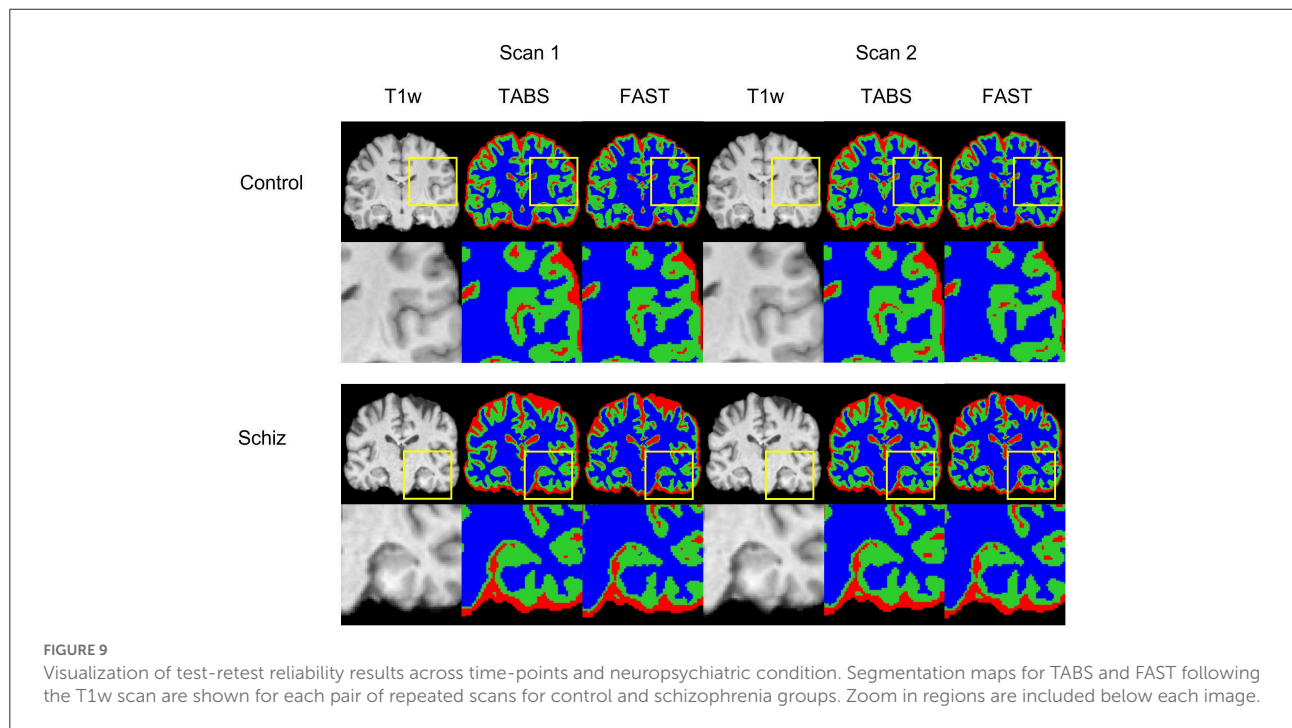 Scan 1 Scan 2
T1w TABS FAST T1w TABS FAST
Control
Schiz
FIGURE 9
Visualization of test-retest reliability results across time-points and neuropsychiatric condition. Segmentation maps for TABS and FAST following
the T1w scan are shown for each pair of repeated scans for control and schizophrenia groups. Zoom in regions are included below each image.